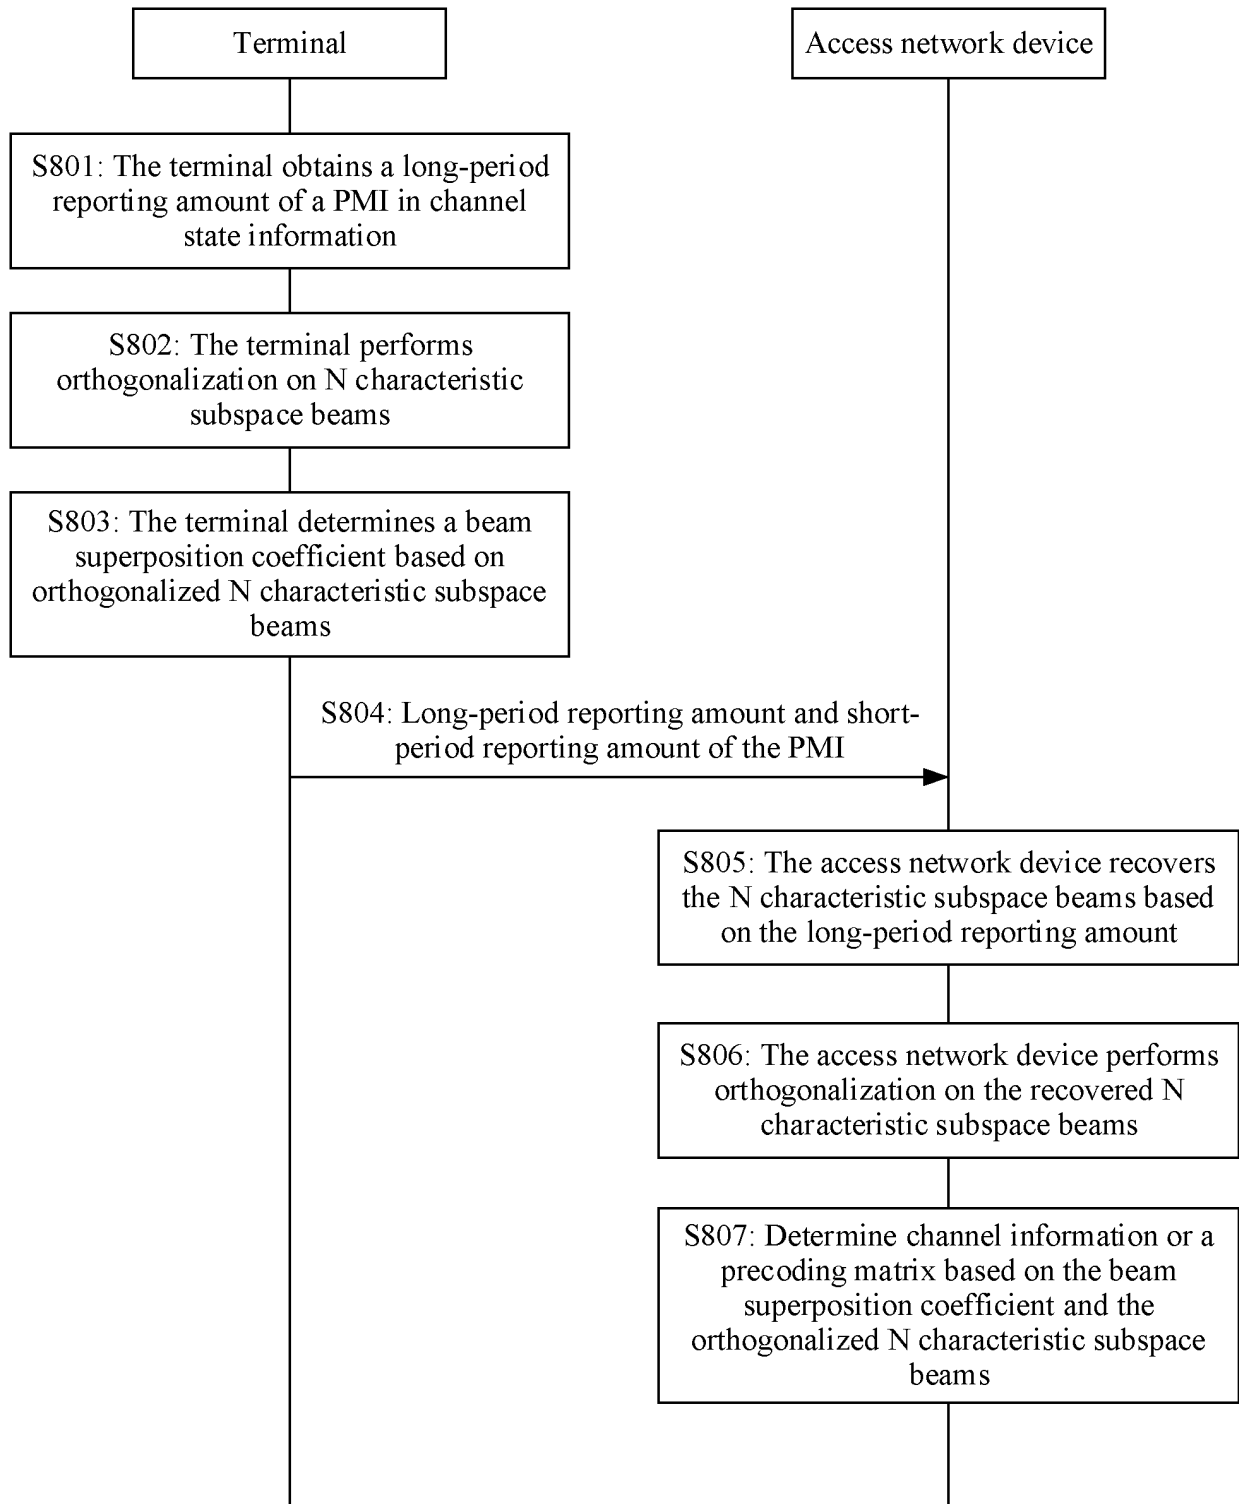 Terminal
Access network device
S801: The terminal obtains a long-period
reporting amount of a PMI in channel
state information
S802: The terminal performs
orthogonalization on N characteristic
subspace beams
S803: The terminal determines a beam
superposition coefficient based on
orthogonalized N characteristic subspace
beams
S804: Long-period reporting amount and short-
period reporting amount of the PMI
S805: The access network device recovers
the N characteristic subspace beams based
on the long-period reporting amount
S806: The access network device performs
orthogonalization on the recovered N
characteristic subspace beams
S807: Determine channel information or a
precoding matrix based on the beam
superposition coefficient and the
orthogonalized N characteristic subspace
beams